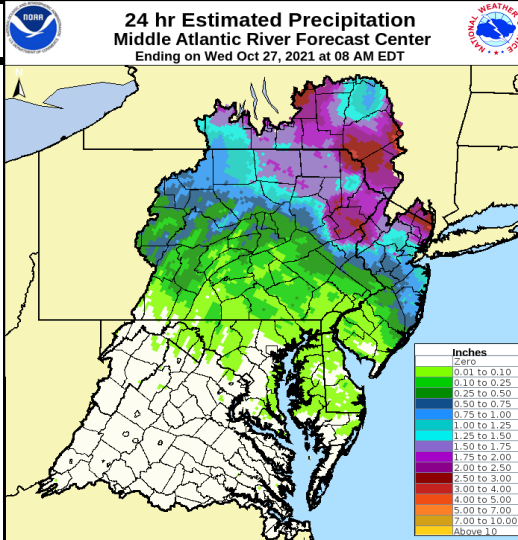 24 hr Estimated Precipitation
Middle Atlantic River Forecast Center
Ending on Wed Oct 27, 2021 at 08 AM EDT
NOAA
NATIONAL WEATHER
N
Inches
Zero
0.01 to 0.10
0.10 to 0.25
0.25 to 0.50
0.50 to 0.75
0.75 to 1.00
1.00 to 1.25
1.25 to 1.50
1.50 to 1.75
1.75 to 2.00
2.00 to 2.50
2.50 to 3.00
3.00 to 4.00
4.00 to 5.00
5.00 to 7.00
7.00 to 10.00
Above 10